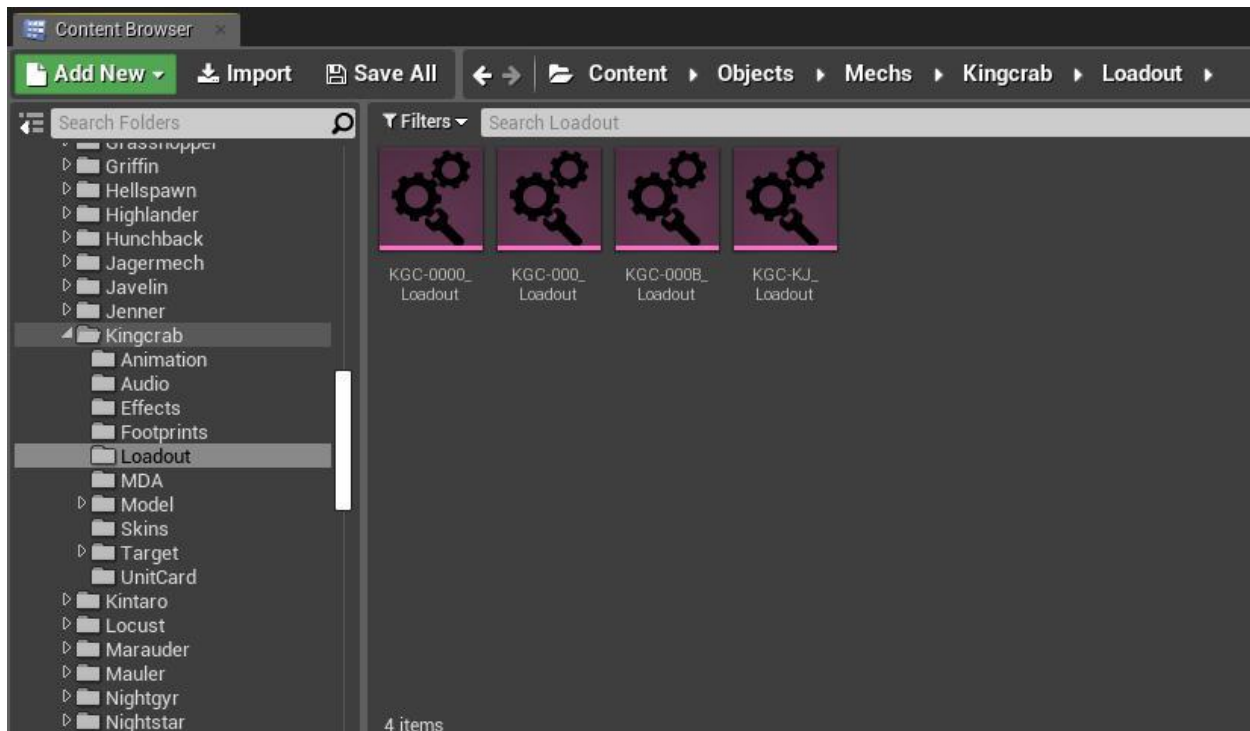 Content Browser
Add New Import Save All Content Objects Mechs Kingcrab Loadout
Search Folders
Filters Search Loadout
Grasshopper
Griffin
Hellspawn
Highlander
Hunchback
Jagermech
Javelin
Jenner
Kingcrab
Animation
Audio
Effects
Footprints
Loadout
MDA
Model
Skins
Target
UnitCard
Kintaro
Locust
Marauder
Mauler
Nightgyr
Nightstar
KGC-0000_
Loadout
KGC-000_
Loadout
KGC-000B_
Loadout
KGC-KJ_
Loadout
4 items